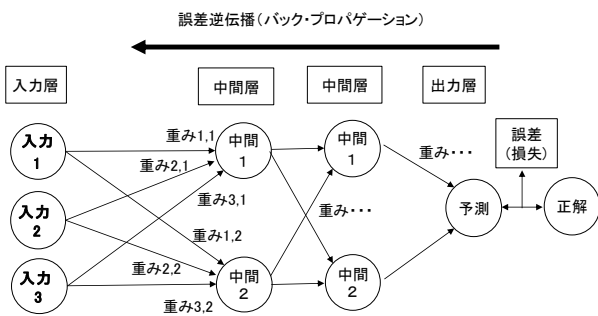 誤差逆伝播(バック・プロパゲーション)
入力層
中間層
中間層
出力層
入力
1
入力
2
入力
3
重み1,1
重み2,1
重み3,1
重み1,2
重み2,2
重み3,2
中間
1
中間
2
重み・・・
中間
1
中間
2
重み・・・
予測
誤差
(損失)
正解